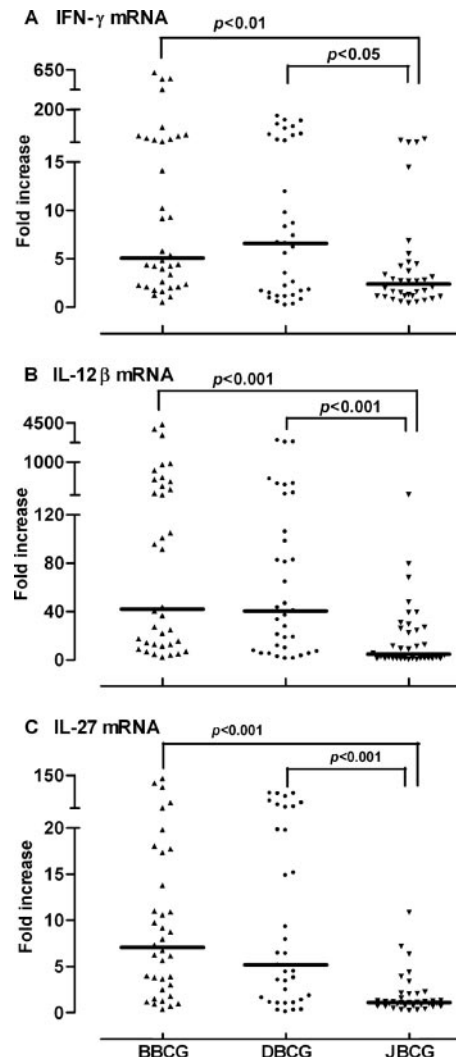 A IFN-γ mRNA
p<0.01
p<0.05
650
200
15
10
5
0
Fold increase
B IL-12β mRNA
p<0.001
p<0.001
4500
1000
120
80
40
0
Fold increase
C IL-27 mRNA
p<0.001
p<0.001
150
20
15
10
5
0
Fold increase
BBCG DBCG JBCG